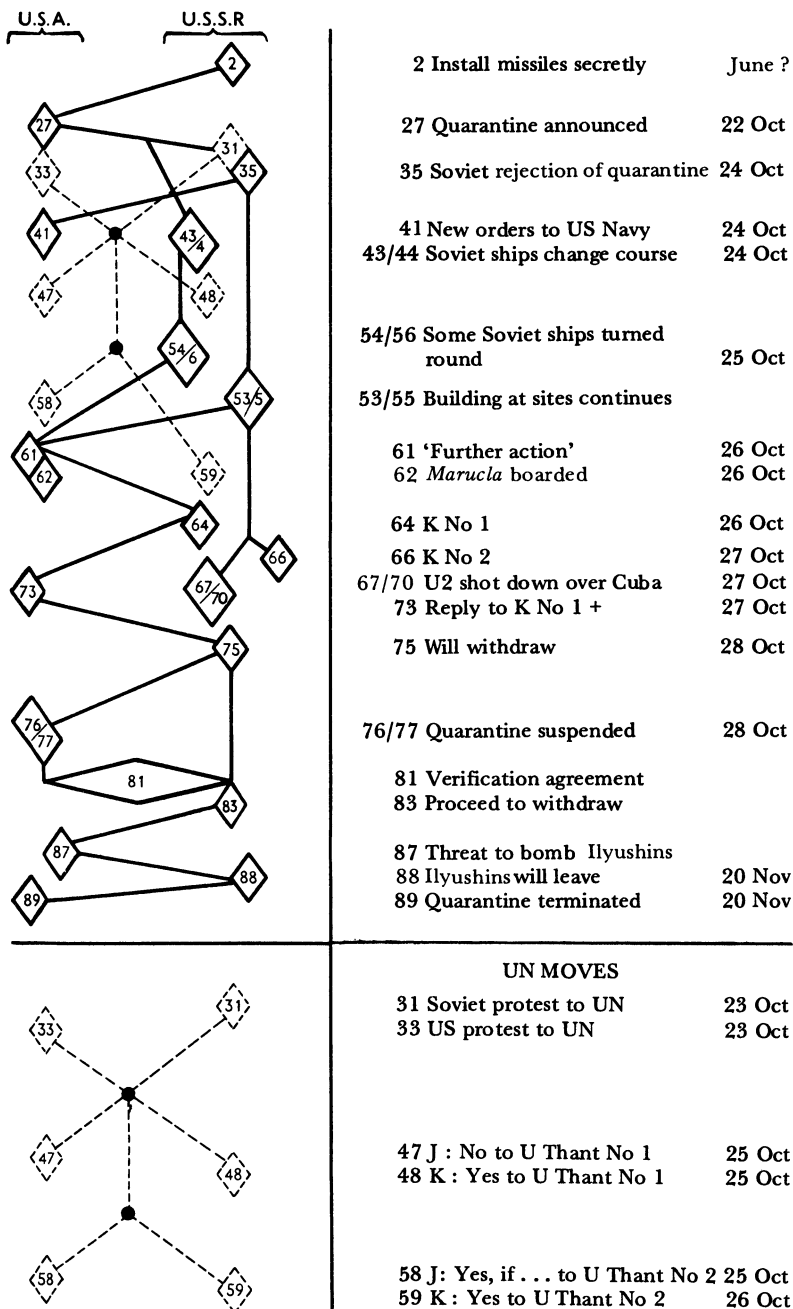 U.S.A. U.S.S.R
2
2 Install missiles secretly June ?
27
27 Quarantine announced 22 Oct
31
33
35
35 Soviet rejection of quarantine 24 Oct
41
43/4
41 New orders to US Navy 24 Oct
43/44 Soviet ships change course 24 Oct
47
48
54/6
54/56 Some Soviet ships turned
round 25 Oct
58
53/5
53/55 Building at sites continues
61
61 ‘Further action’ 26 Oct
62
59
62 Marucla boarded 26 Oct
64
64 K No 1 26 Oct
66
66 K No 2 27 Oct
67/70
67/70 U2 shot down over Cuba 27 Oct
73
73 Reply to K No 1 + 27 Oct
75
75 Will withdraw 28 Oct
76/77
76/77 Quarantine suspended 28 Oct
81
81 Verification agreement
83
83 Proceed to withdraw
87
87 Threat to bomb Ilyushins
88
88 Ilyushins will leave 20 Nov
89
89 Quarantine terminated 20 Nov
UN MOVES
31
31 Soviet protest to UN 23 Oct
33
33 US protest to UN 23 Oct
47
47 J : No to U Thant No 1 25 Oct
48
48 K : Yes to U Thant No 1 25 Oct
58
58 J: Yes, if . . . to U Thant No 2 25 Oct
59
59 K : Yes to U Thant No 2 26 Oct